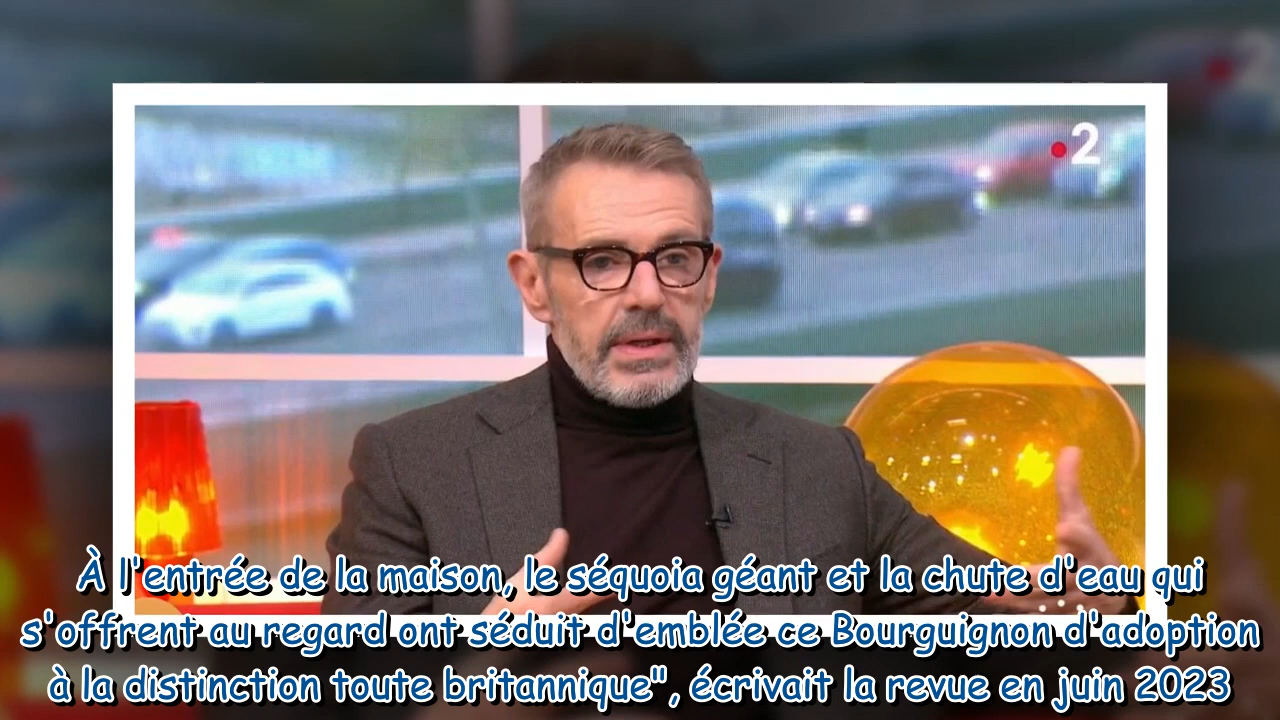 2
À l'entrée de la maison, le séquoia géant et la chute d'eau qui
s'offrent au regard ont séduit d'emblée ce Bourguignon d'adoption
à la distinction toute britannique", écrivait la revue en juin 2023